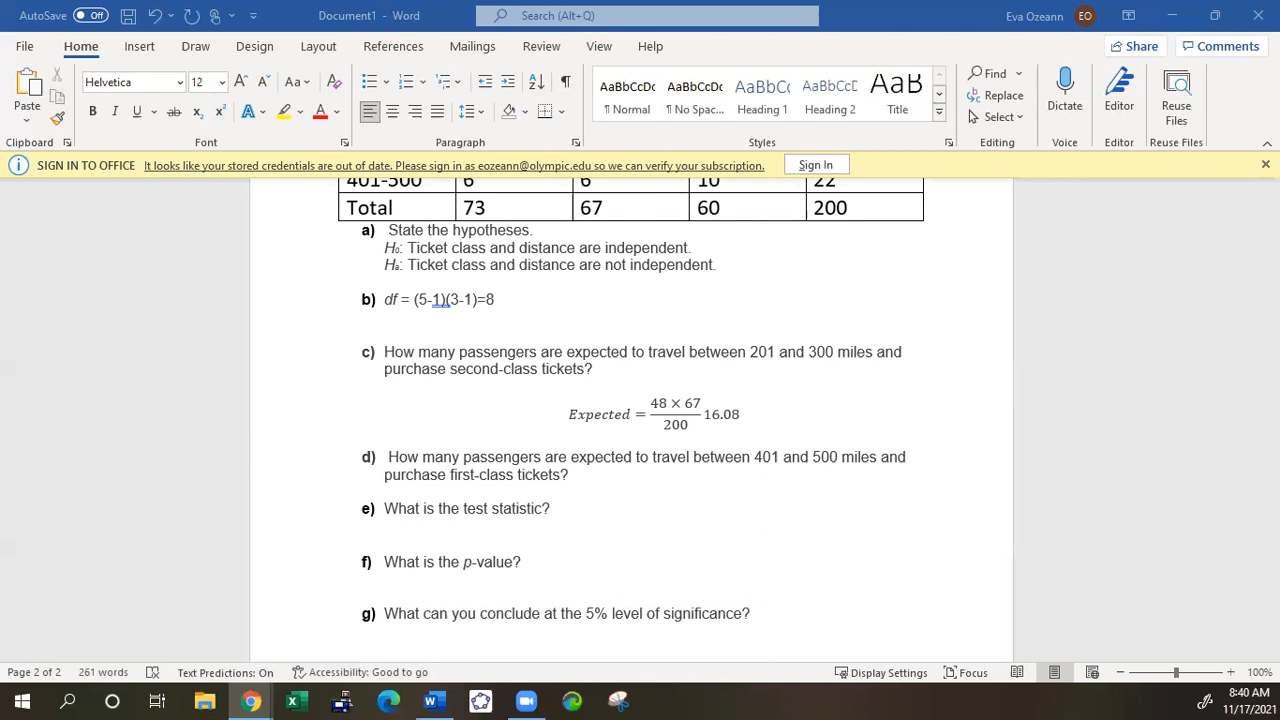 AutoSave Off Document1 - Word Search (Alt+Q) Eva Ozeann EO
File Home Insert Draw Design Layout References Mailings Review View Help Share Comments
Paste Helvetica 12 Aa AaBbCcDc AaBbCcDc AaBbC AaBbCcD AaB Find Replace Select Dictate Editor Reuse Files
B I U ab x₂ x² A A ¶ Normal ¶ No Spac... Heading 1 Heading 2 Title
Clipboard Font Paragraph Styles Editing Voice Editor Reuse Files
SIGN IN TO OFFICE It looks like your stored credentials are out of date. Please sign in as eozeann@olympic.edu so we can verify your subscription. Sign In
401-500 6 6 10 22
Total 73 67 60 200
a) State the hypotheses.
H₀: Ticket class and distance are independent.
Hₐ: Ticket class and distance are not independent.
b) df = (5-1)(3-1)=8
c) How many passengers are expected to travel between 201 and 300 miles and
purchase second-class tickets?
Expected = 48 × 67 / 200 16.08
d) How many passengers are expected to travel between 401 and 500 miles and
purchase first-class tickets?
e) What is the test statistic?
f) What is the p-value?
g) What can you conclude at the 5% level of significance?
Page 2 of 2 261 words Text Predictions: On Accessibility: Good to go Display Settings Focus 100%
8:40 AM
11/17/2021